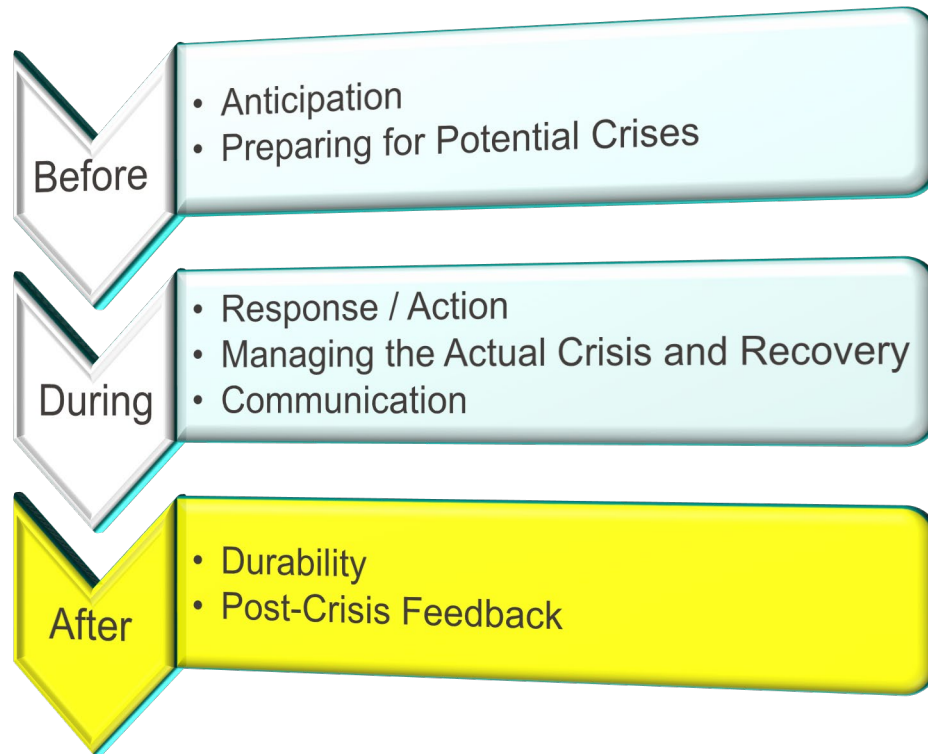 Before
• Anticipation
• Preparing for Potential Crises
During
• Response / Action
• Managing the Actual Crisis and Recovery
• Communication
After
• Durability
• Post-Crisis Feedback